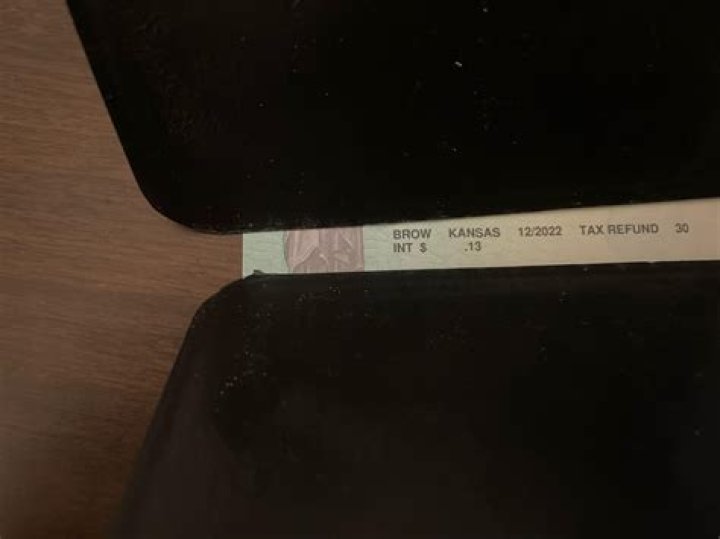 BROW KANSAS 12/2022 TAX REFUND 30
INT $ .13